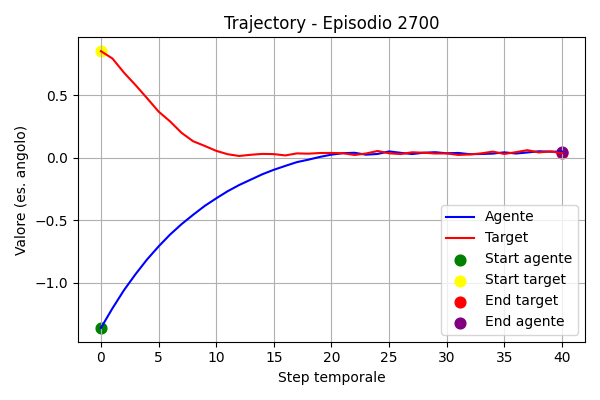 Trajectory - Episodio 2700
Valore (es. angolo)
0.5
0.0
−0.5
−1.0
0 5 10 15 20 25 30 35 40
Step temporale
Agente
Target
Start agente
Start target
End target
End agente